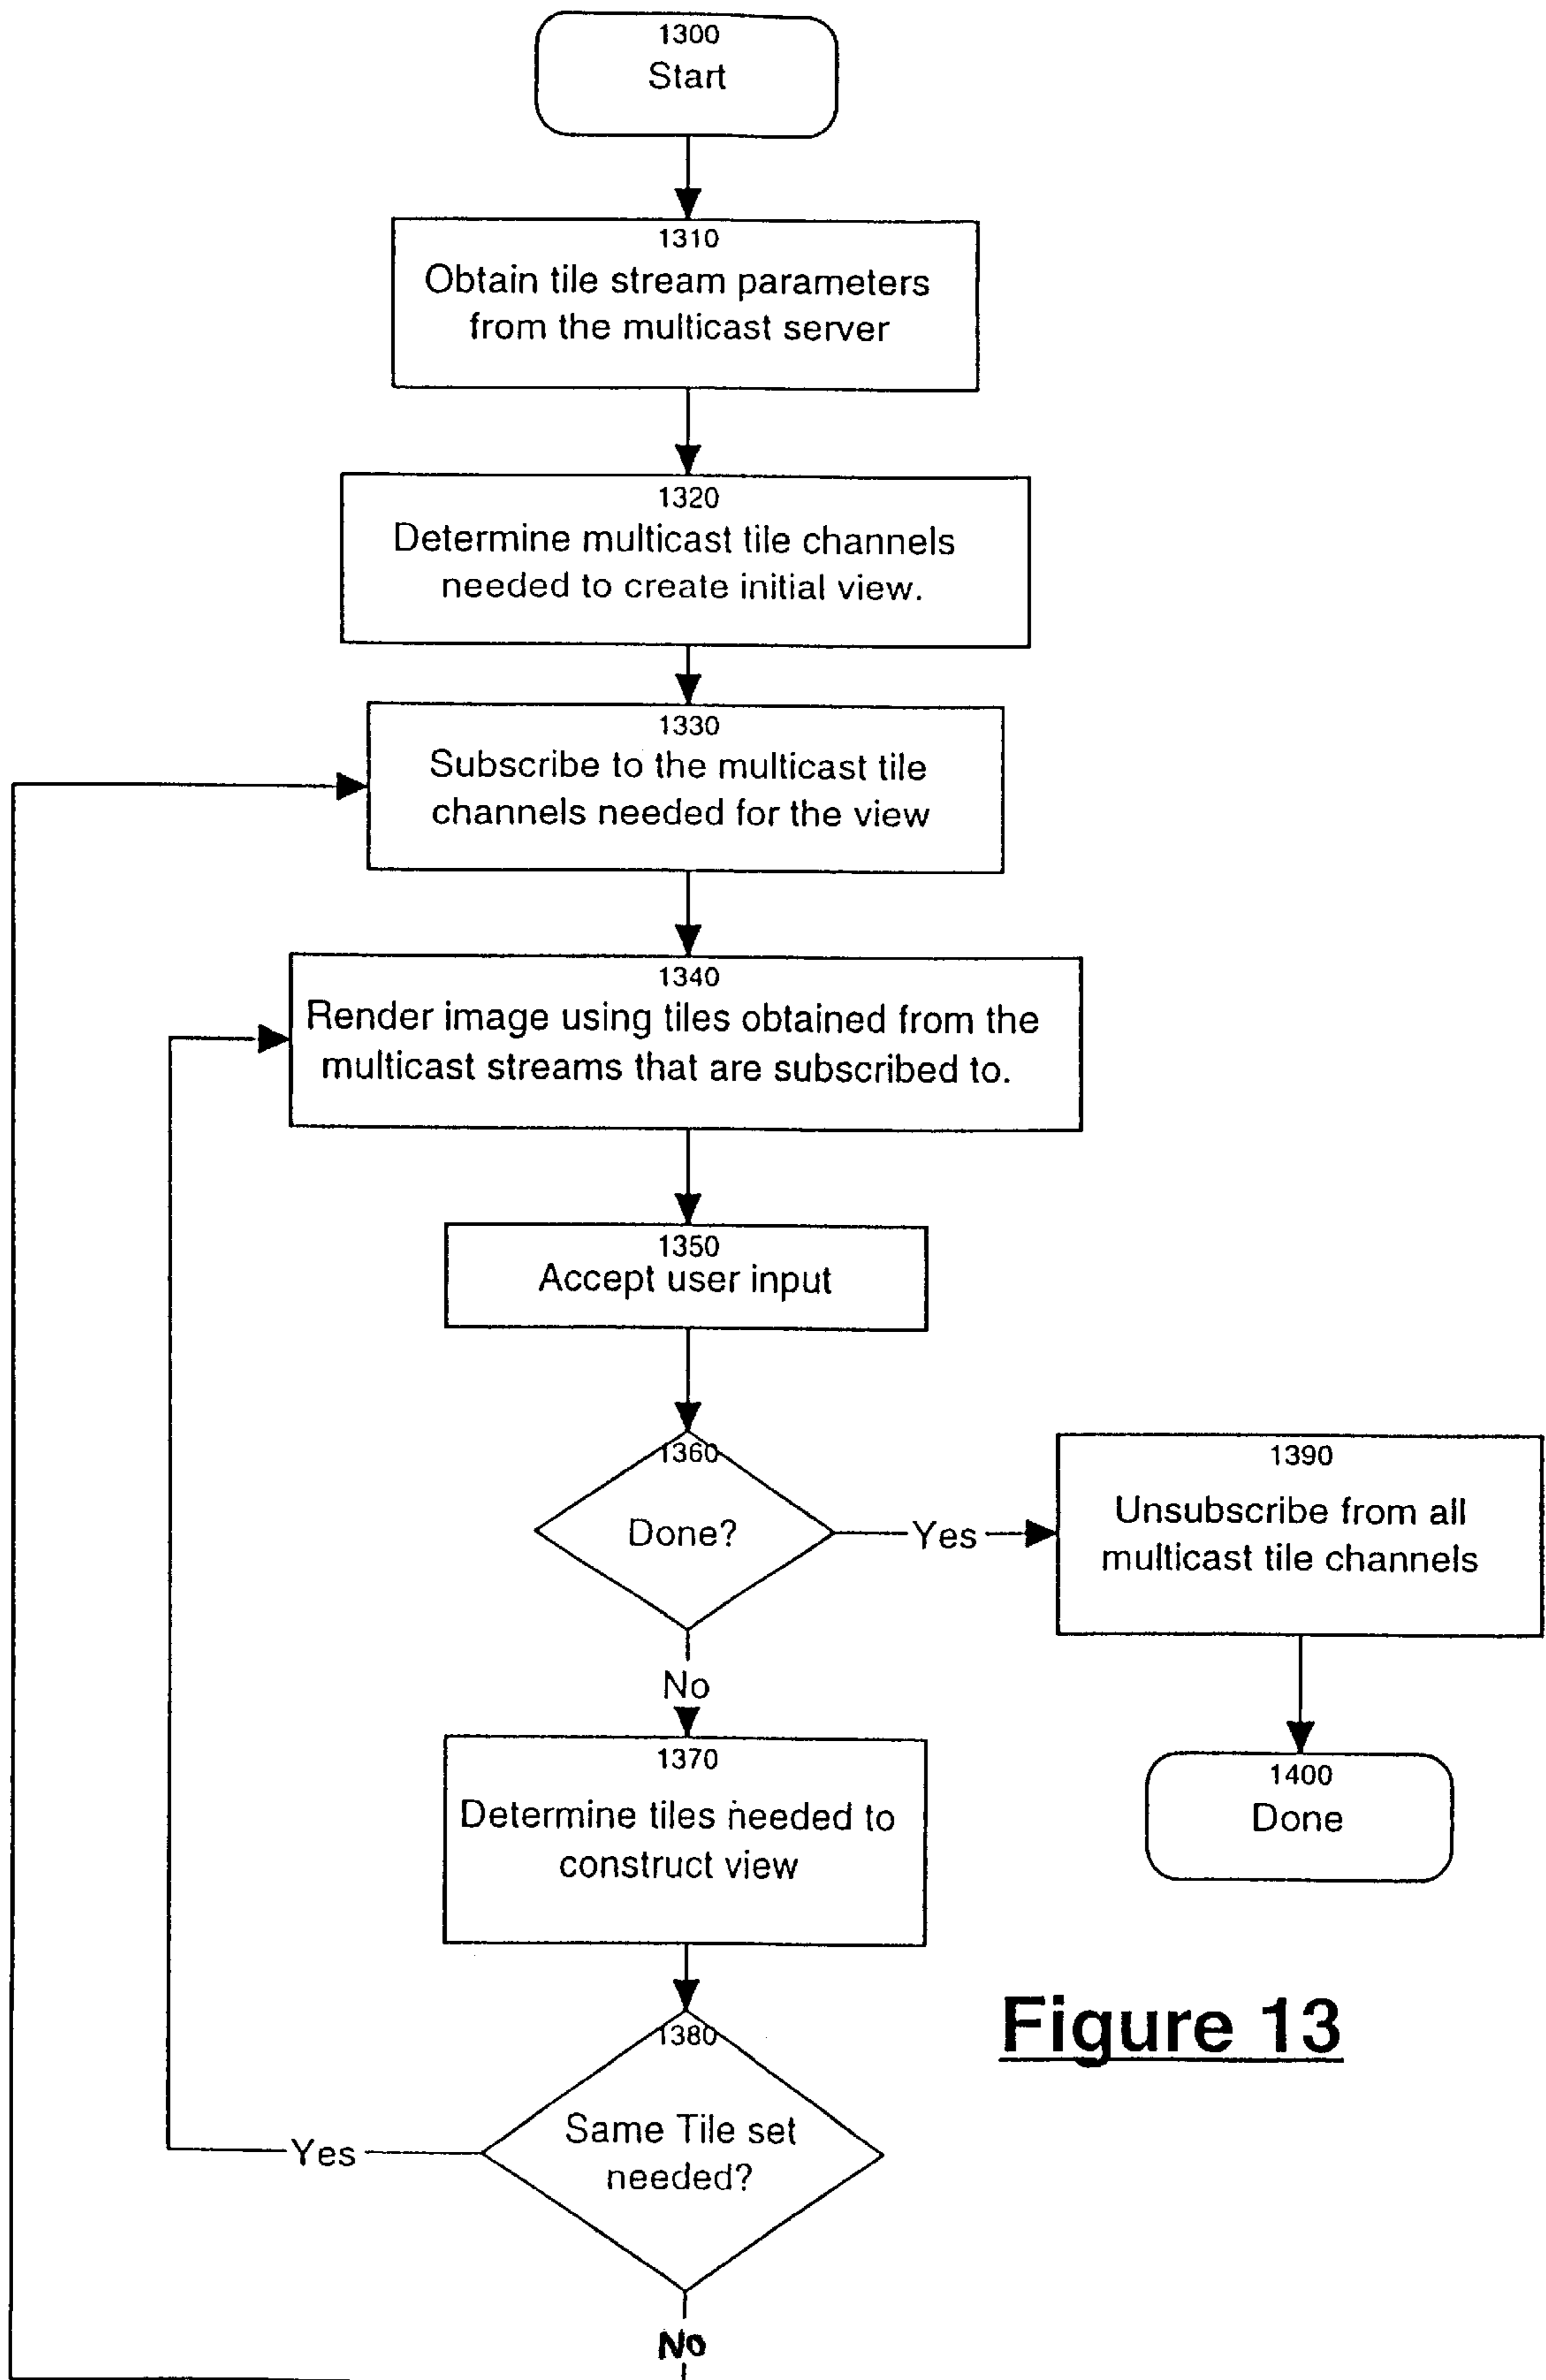 1300
Start
1310
Obtain tile stream parameters
from the multicast server
1320
Determine multicast tile channels
needed to create initial view.
1330
Subscribe to the multicast tile
channels needed for the view
1340
Render image using tiles obtained from the
multicast streams that are subscribed to.
1350
Accept user input
1360
Done?
Yes
1390
Unsubscribe from all
multicast tile channels
No
1370
Determine tiles needed to
construct view
1400
Done
1380
Same Tile set
needed?
Yes
No
Figure 13